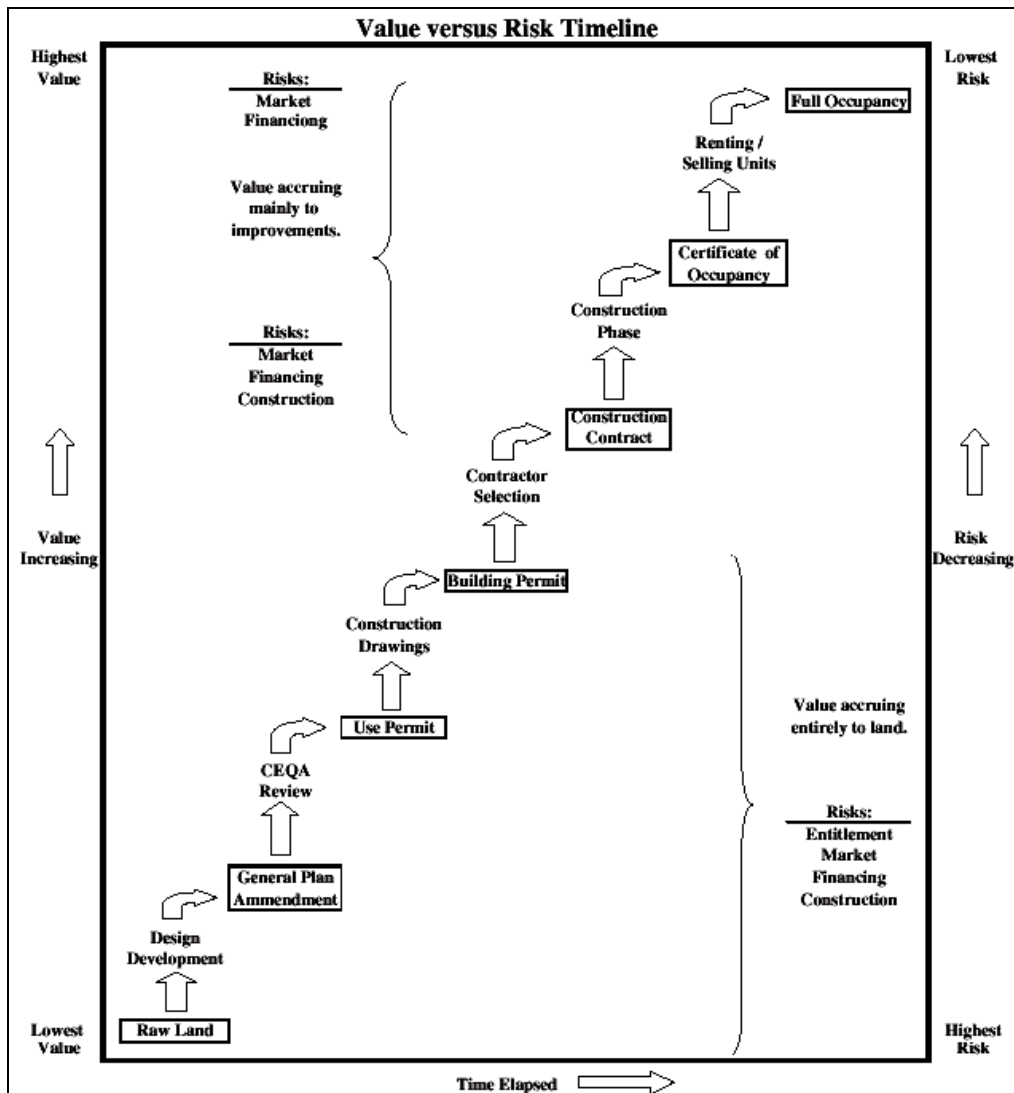 Value versus Risk Timeline
Highest
Value
Lowest
Risk
Risks:
Market
Financiong
Full Occupancy
Renting /
Selling Units
Value accruing
mainly to
improvements.
Certificate of
Occupancy
Construction
Phase
Risks:
Market
Financing
Construction
Construction
Contract
Contractor
Selection
Value
Increasing
Risk
Decreasing
Building Permit
Construction
Drawings
Value accruing
entirely to land.
Use Permit
CEQA
Review
Risks:
Entitlement
Market
Financing
Construction
General Plan
Ammendment
Design
Development
Raw Land
Lowest
Value
Highest
Risk
Time Elapsed